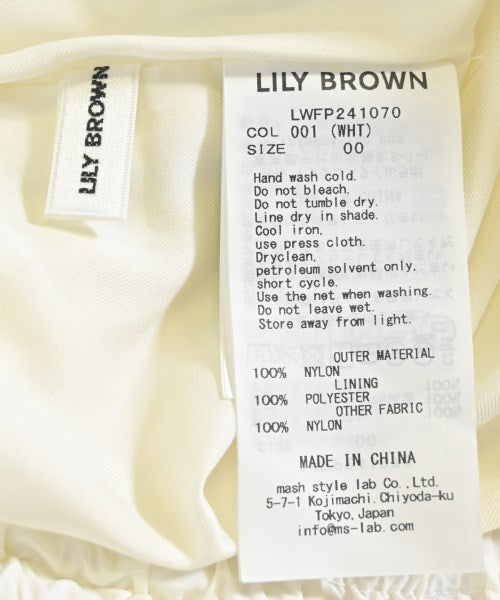 LILY BROWN
LILY BROWN
LWFP241070
COL 001 (WHT)
SIZE 00
Hand wash cold.
Do not bleach.
Do not tumble dry.
Line dry in shade.
Cool iron,
use press cloth.
Dryclean,
petroleum solvent only,
short cycle.
Use the net when washing.
Do not leave wet.
Store away from light.
OUTER MATERIAL
100% NYLON
LINING
100% POLYESTER
OTHER FABRIC
100% NYLON
MADE IN CHINA
mash style lab Co.,Ltd.
5-7-1 Kojimachi.Chiyoda-ku
Tokyo,Japan
info@ms-lab.com